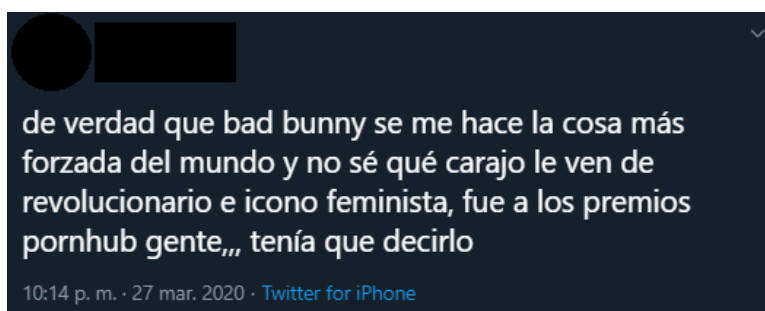 de verdad que bad bunny se me hace la cosa más
forzada del mundo y no sé qué carajo le ven de
revolucionario e icono feminista, fue a los premios
pornhub gente,,, tenía que decirlo
10:14 p. m. · 27 mar. 2020 · Twitter for iPhone